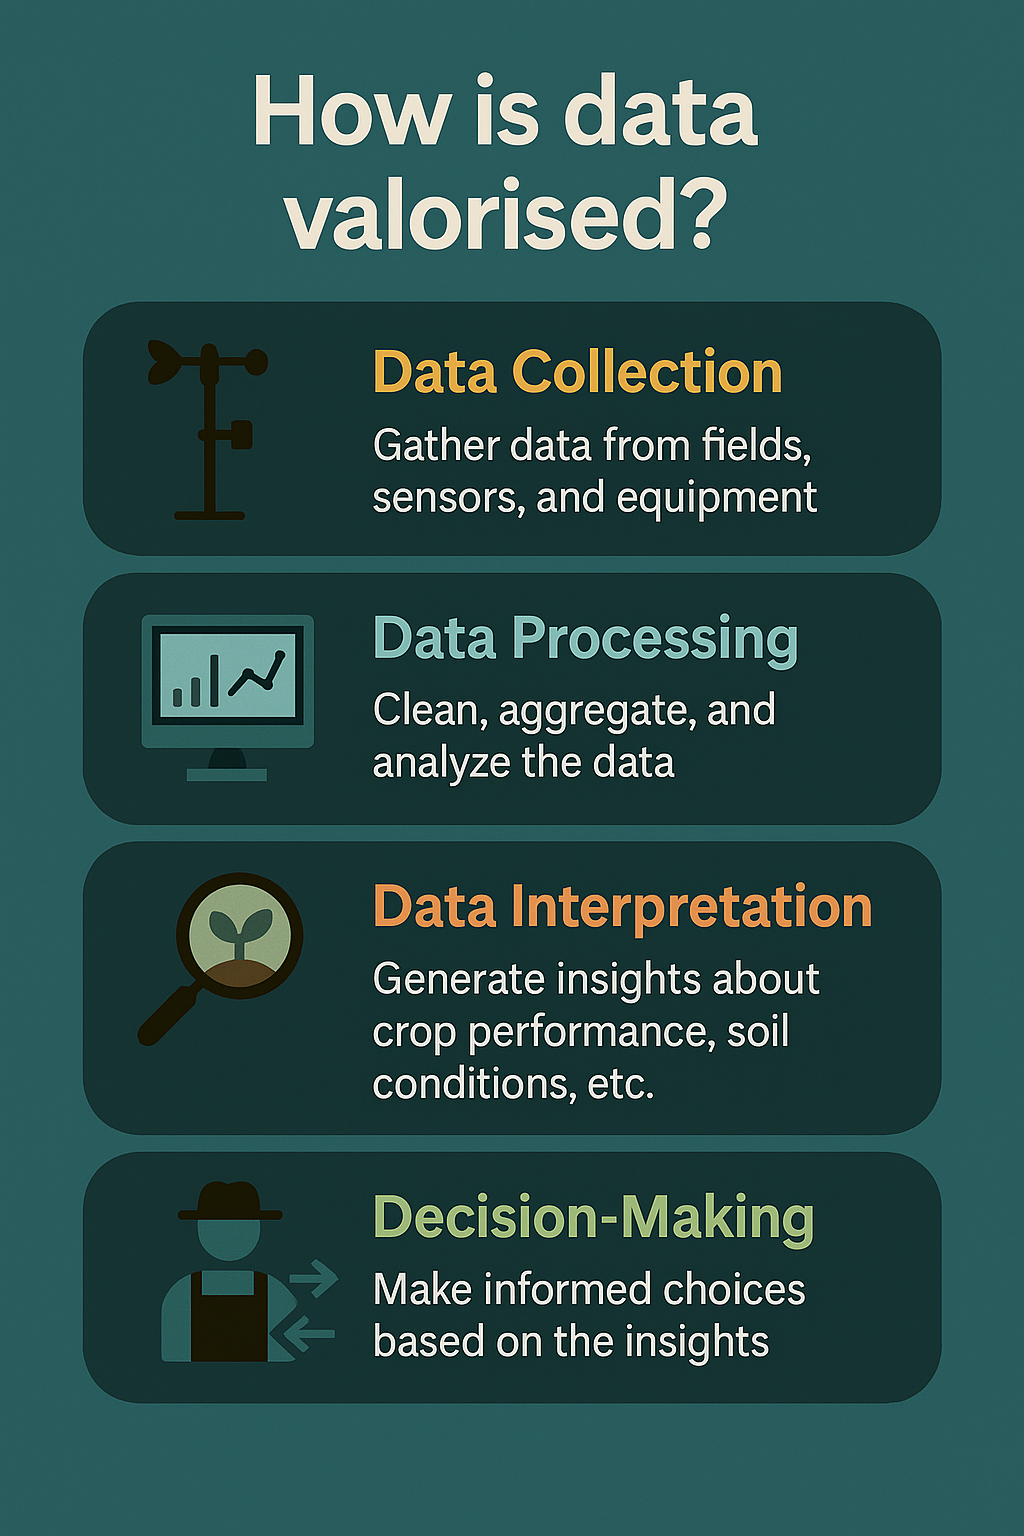 How is data
valorised?
Data Collection
Gather data from fields,
sensors, and equipment
Data Processing
Clean, aggregate, and
analyze the data
Data Interpretation
Generate insights about
crop performance, soil
conditions, etc.
Decision-Making
Make informed choices
based on the insights